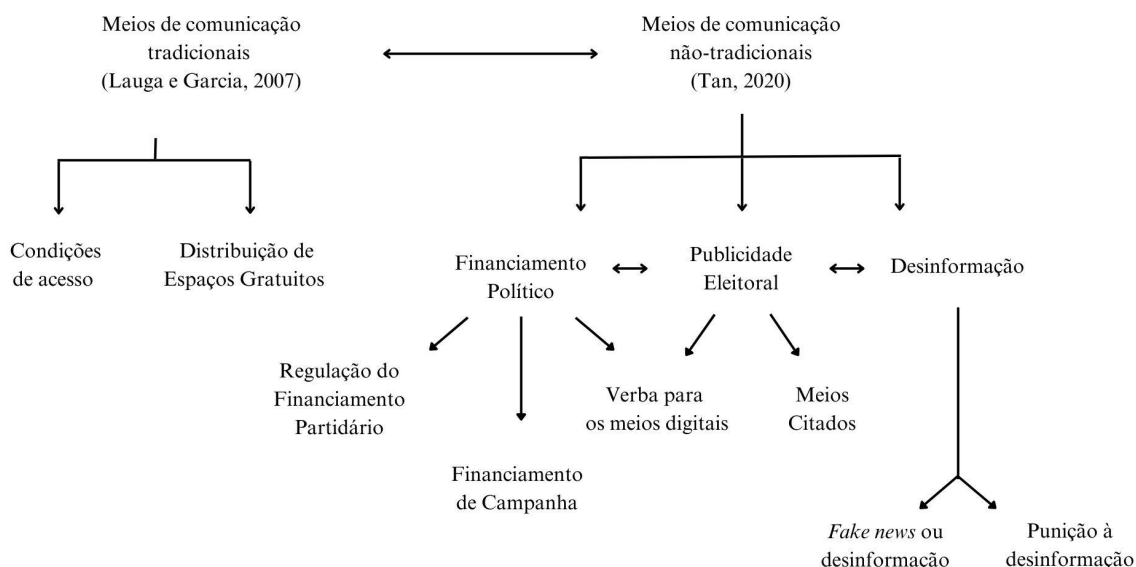 Meios de comunicação
tradicionais
(Lauga e Garcia, 2007)
Meios de comunicação
não-tradicionais
(Tan, 2020)
Condições
de acesso
Distribuição de
Espaços Gratuitos
Financiamento
Político
Publicidade
Eleitoral
Desinformação
Regulação do
Financiamento
Partidário
Financiamento
de Campanha
Verba para
os meios digitais
Meios
Citados
Fake news ou
desinformação
Punição à
desinformação